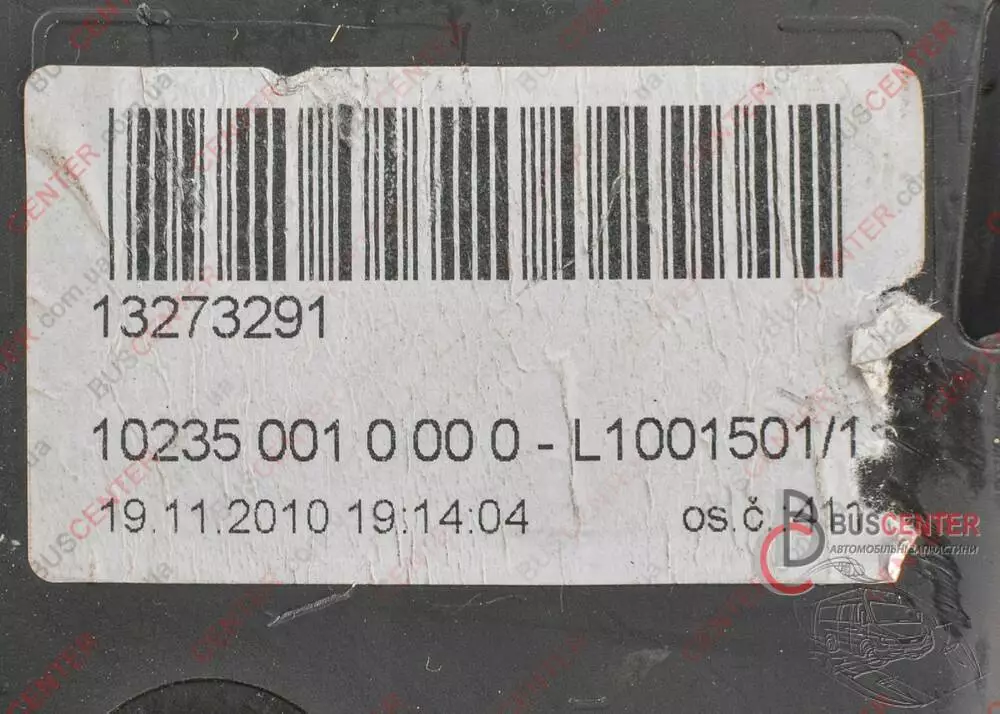 13273291
10235 001 0 00 0 - L1001501/1
19.11.2010 19:14:04 os.č.
BUSCENTER
АВТОМОБІЛЬНІ ЗАПЧАСТИНИ